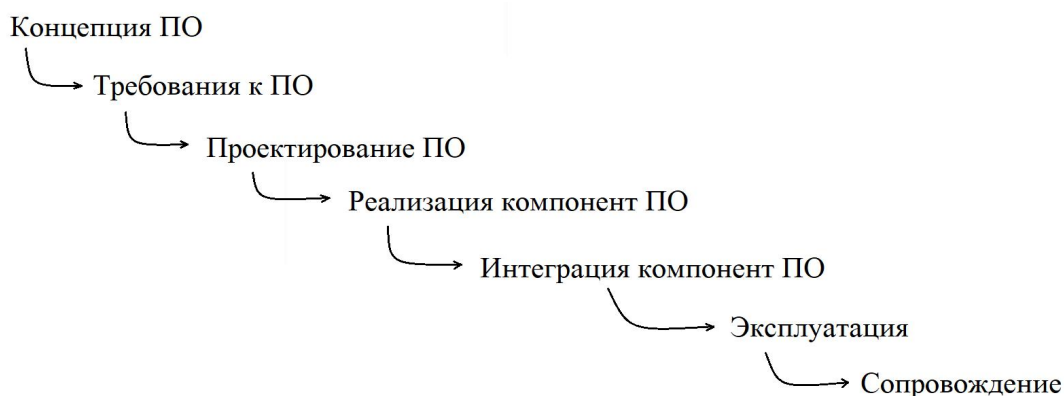 Концепция ПО
Требования к ПО
Проектирование ПО
Реализация компонент ПО
Интеграция компонент ПО
Эксплуатация
Сопровождение